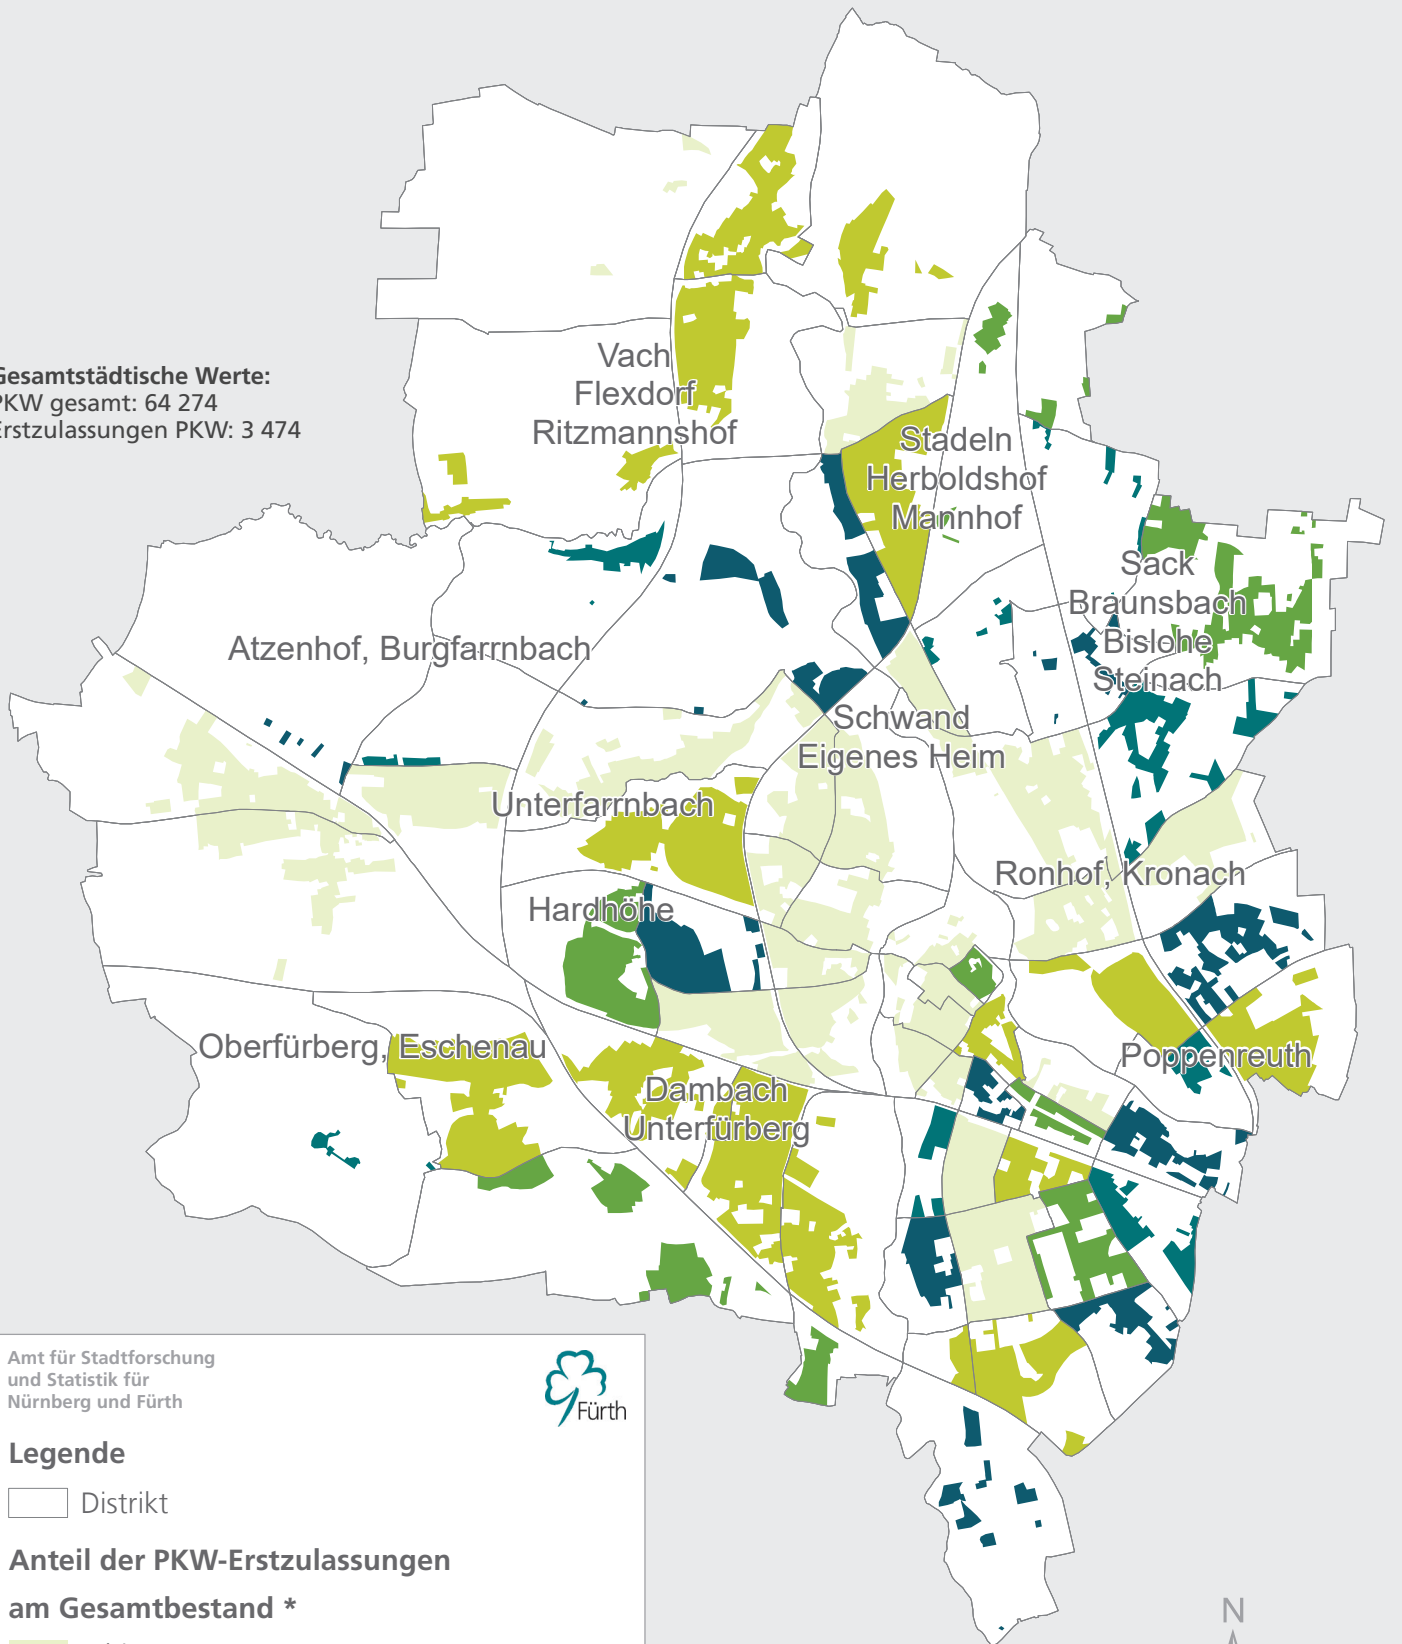 Gesamtstädtische Werte:
PKW gesamt: 64 274
Erstzulassungen PKW: 3 474
Vach
Flexdorf
Ritzmannshof
Stadeln
Herboldshof
Mannhof
Sack
Braunsbach
Bislohe
Steinach
Atzenhof, Burgfarrnbach
Schwand
Eigenes Heim
Unterfarrnbach
Ronhof, Kronach
Hardhöhe
Oberfürberg, Eschenau
Poppenreuth
Dambach
Unterfürberg
Amt für Stadtforschung
und Statistik für
Nürnberg und Fürth
Fürth
Legende
Distrikt
Anteil der PKW-Erstzulassungen
am Gesamtbestand *
N